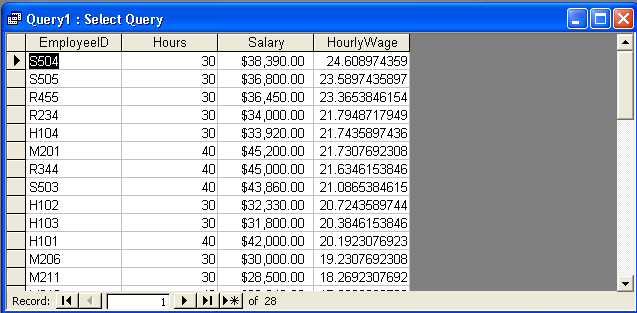 Query1 : Select Query
EmployeeID Hours Salary HourlyWage
S504 30 $38,390.00 24.608974359
S505 30 $36,800.00 23.5897435897
R455 30 $36,450.00 23.3653846154
R234 30 $34,000.00 21.7948717949
H104 30 $33,920.00 21.7435897436
M201 40 $45,200.00 21.7307692308
R344 40 $45,000.00 21.6346153846
S503 40 $43,860.00 21.0865384615
H102 30 $32,330.00 20.7243589744
H103 30 $31,800.00 20.3846153846
H101 40 $42,000.00 20.1923076923
M206 30 $30,000.00 19.2307692308
M211 30 $28,500.00 18.2692307692
Record: 1 of 28